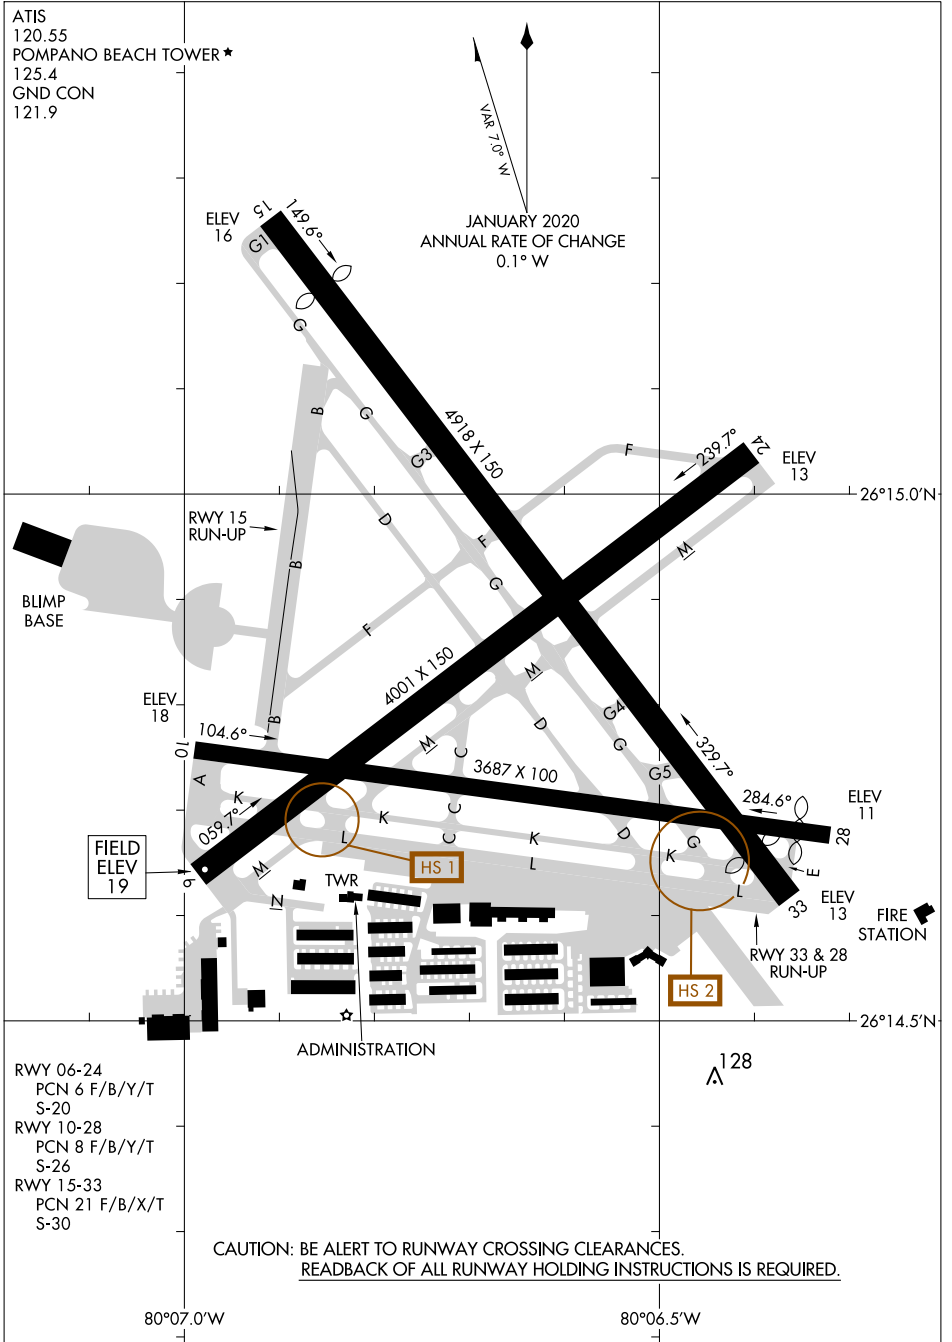 ATIS
120.55
POMPANO BEACH TOWER
125.4
GND CON
121.9
VAR 7.0° W
JANUARY 2020
ANNUAL RATE OF CHANGE
0.1° W
ELEV
16
15
149.6°
G1
G
B
G
G3
4918 X 150
F
239.7°
24
ELEV
13
26°15.0'N
RWY 15
RUN-UP
D
F
M
B
G
BLIMP
BASE
F
4001 X 150
M
ELEV
18
B
104.6°
M
C
D
G4
G
329.7°
10
A
3687 X 100
G5
284.6°
ELEV
11
28
K
059.7°
K
C
K
D
L
C
L
K
G
E
L
FIELD
ELEV
19
6
M
HS 1
N
TWR
33
ELEV
13
FIRE
STATION
RWY 33 & 28
RUN-UP
HS 2
26°14.5'N
ADMINISTRATION
128
RWY 06-24
PCN 6 F/B/Y/T
S-20
RWY 10-28
PCN 8 F/B/Y/T
S-26
RWY 15-33
PCN 21 F/B/X/T
S-30
CAUTION: BE ALERT TO RUNWAY CROSSING CLEARANCES.
READBACK OF ALL RUNWAY HOLDING INSTRUCTIONS IS REQUIRED.
80°07.0'W
80°06.5'W